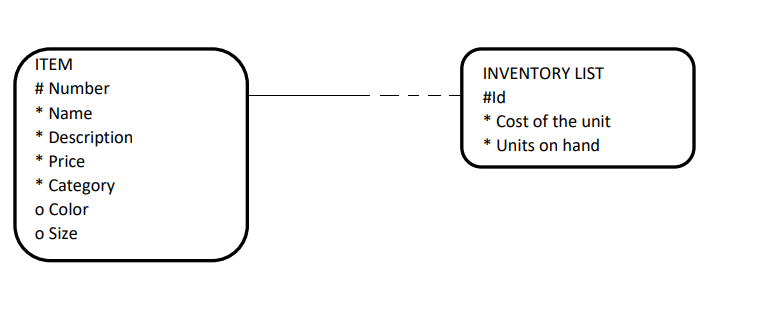 ITEM
# Number
* Name
* Description
* Price
* Category
o Color
o Size
INVENTORY LIST
#Id
* Cost of the unit
* Units on hand